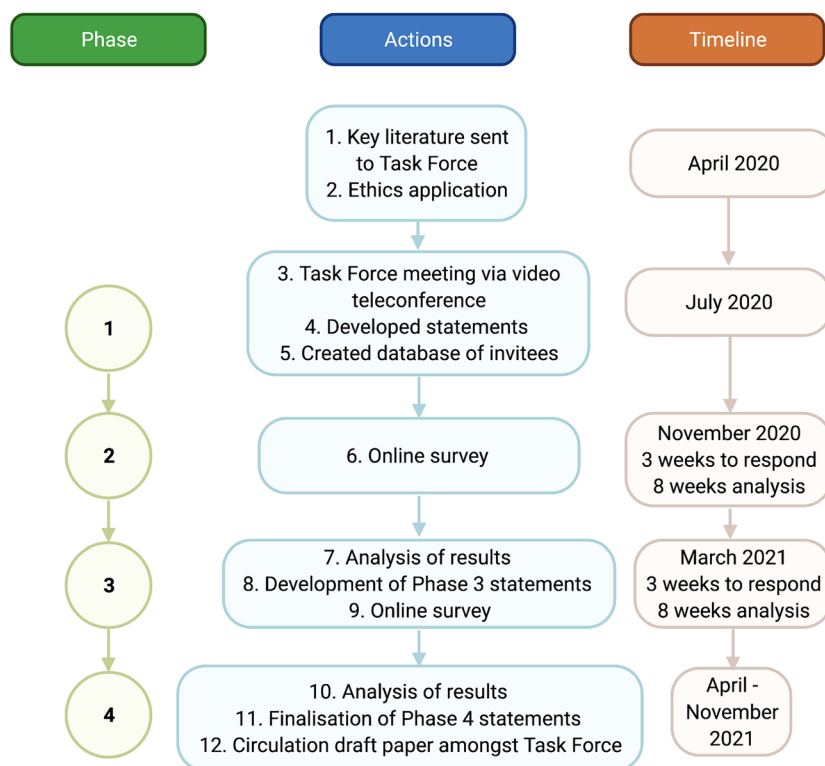 Phase
Actions
Timeline
1. Key literature sent
to Task Force
2. Ethics application
April 2020
1
3. Task Force meeting via video
teleconference
4. Developed statements
5. Created database of invitees
July 2020
2
6. Online survey
November 2020
3 weeks to respond
8 weeks analysis
3
7. Analysis of results
8. Development of Phase 3 statements
9. Online survey
March 2021
3 weeks to respond
8 weeks analysis
4
10. Analysis of results
11. Finalisation of Phase 4 statements
12. Circulation draft paper amongst Task Force
April -
November
2021